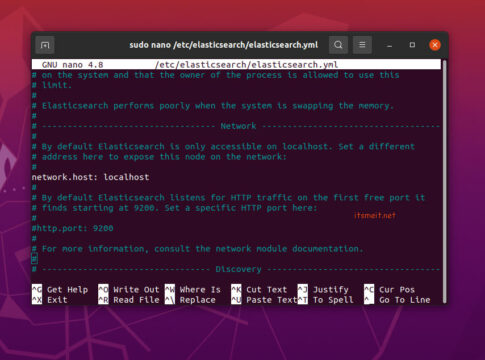 sudo nano /etc/elasticsearch/elasticsearch.yml
GNU nano 4.8 /etc/elasticsearch/elasticsearch.yml
# on the system and that the owner of the process is allowed to use this
# limit.
#
# Elasticsearch performs poorly when the system is swapping the memory.
#
# ---------------------------------- Network -----------------------------------
#
# By default Elasticsearch is only accessible on localhost. Set a different
# address here to expose this node on the network:
#
network.host: localhost
#
# By default Elasticsearch listens for HTTP traffic on the first free port it
# finds starting at 9200. Set a specific HTTP port here:
#
itsmeit.net
#http.port: 9200
#
# For more information, consult the network module documentation.
#
# --------------------------------- Discovery ----------------------------------
^G Get Help ^O Write Out ^W Where Is ^K Cut Text ^J Justify ^C Cur Pos
^X Exit ^R Read File ^\ Replace ^U Paste Text ^T To Spell ^_ Go To Line